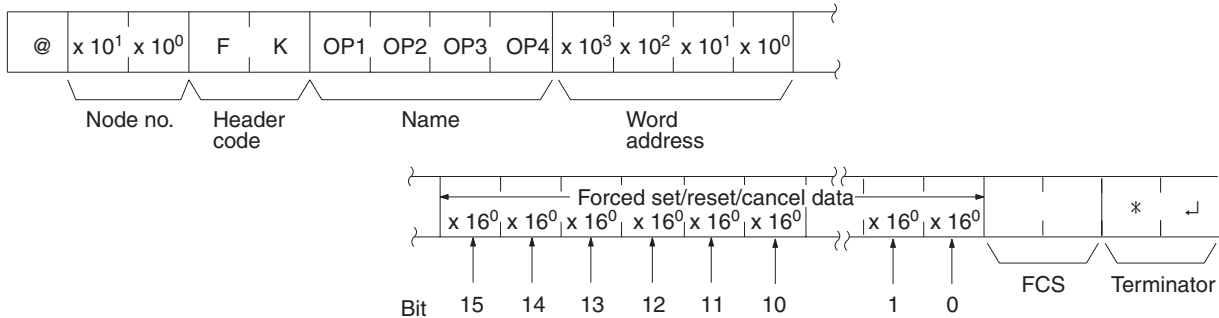 @ x 10¹ x 10⁰ F K OP1 OP2 OP3 OP4 x 10³ x 10² x 10¹ x 10⁰
Node no. Header code Name Word address
Forced set/reset/cancel data
x 16⁰ x 16⁰ x 16⁰ x 16⁰ x 16⁰ x 16⁰ x 16⁰ x 16⁰ * ↵
FCS Terminator
Bit 15 14 13 12 11 10 1 0